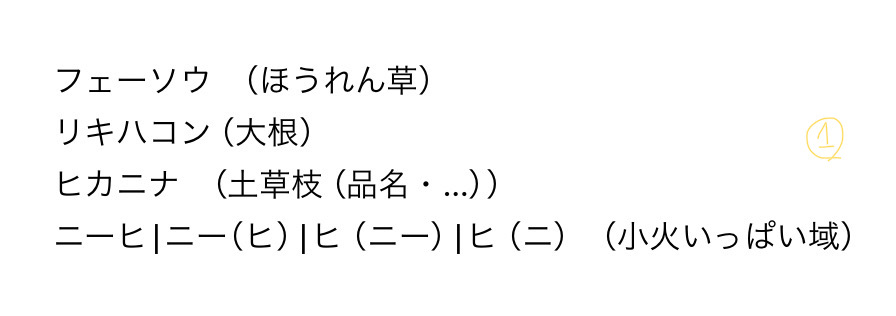 フェーソウ　（ほうれん草）
リキハコン（大根）
①
ヒカニナ　（土草枝（品名・...））
ニーヒ|ニー（ヒ）|ヒ（ニー）|ヒ（ニ）　（小火いっぱい域）